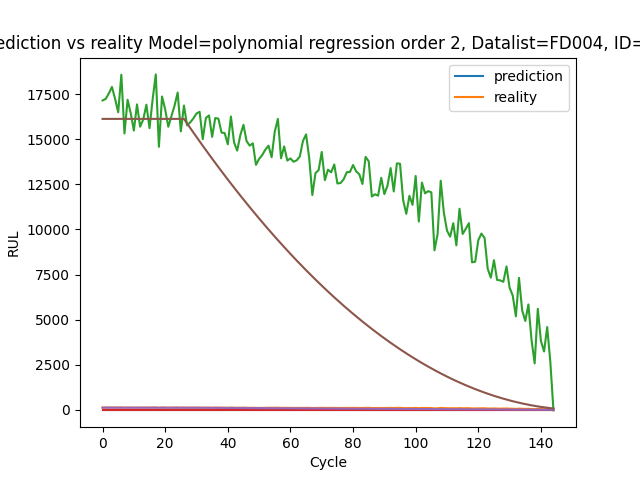 ediction vs reality Model=polynomial regression order 2, Datalist=FD004, ID=
prediction
reality
RUL
17500
15000
12500
10000
7500
5000
2500
0
0 20 40 60 80 100 120 140
Cycle